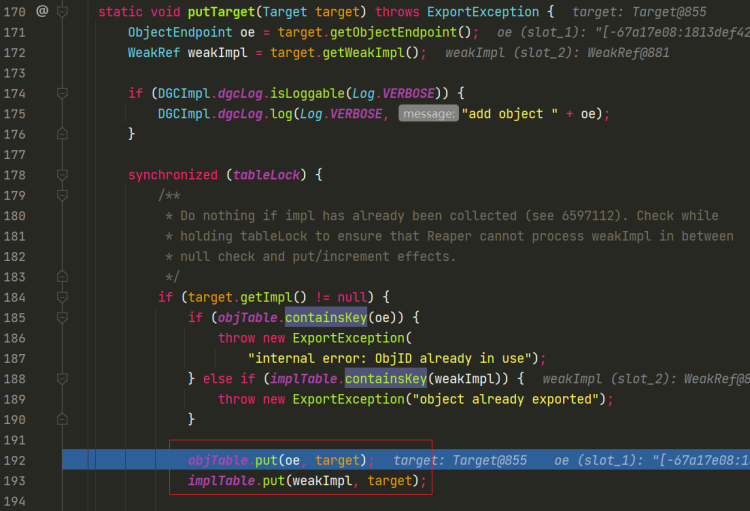 170 @ static void putTarget(Target target) throws ExportException { target: Target@855
171 ObjectEndpoint oe = target.getObjectEndpoint(); oe (slot_1): "[-67a17e08:1813def42
172 WeakRef weakImpl = target.getWeakImpl(); weakImpl (slot_2): WeakRef@881
173
174 if (DGCImpl.dgcLog.isLoggable(Log.VERBOSE)) {
175 DGCImpl.dgcLog.log(Log.VERBOSE, message: "add object " + oe);
176 }
177
178 synchronized (tableLock) {
179 /**
180 * Do nothing if impl has already been collected (see 6597112). Check while
181 * holding tableLock to ensure that Reaper cannot process weakImpl in between
182 * null check and put/increment effects.
183 */
184 if (target.getImpl() != null) {
185 if (objTable.containsKey(oe)) {
186 throw new ExportException(
187 "internal error: ObjID already in use");
188 } else if (implTable.containsKey(weakImpl)) { weakImpl (slot_2): WeakRef@8
189 throw new ExportException("object already exported");
190 }
191
192 objTable.put(oe, target); target: Target@855 oe (slot_1): "[-67a17e08:18
193 implTable.put(weakImpl, target);
194